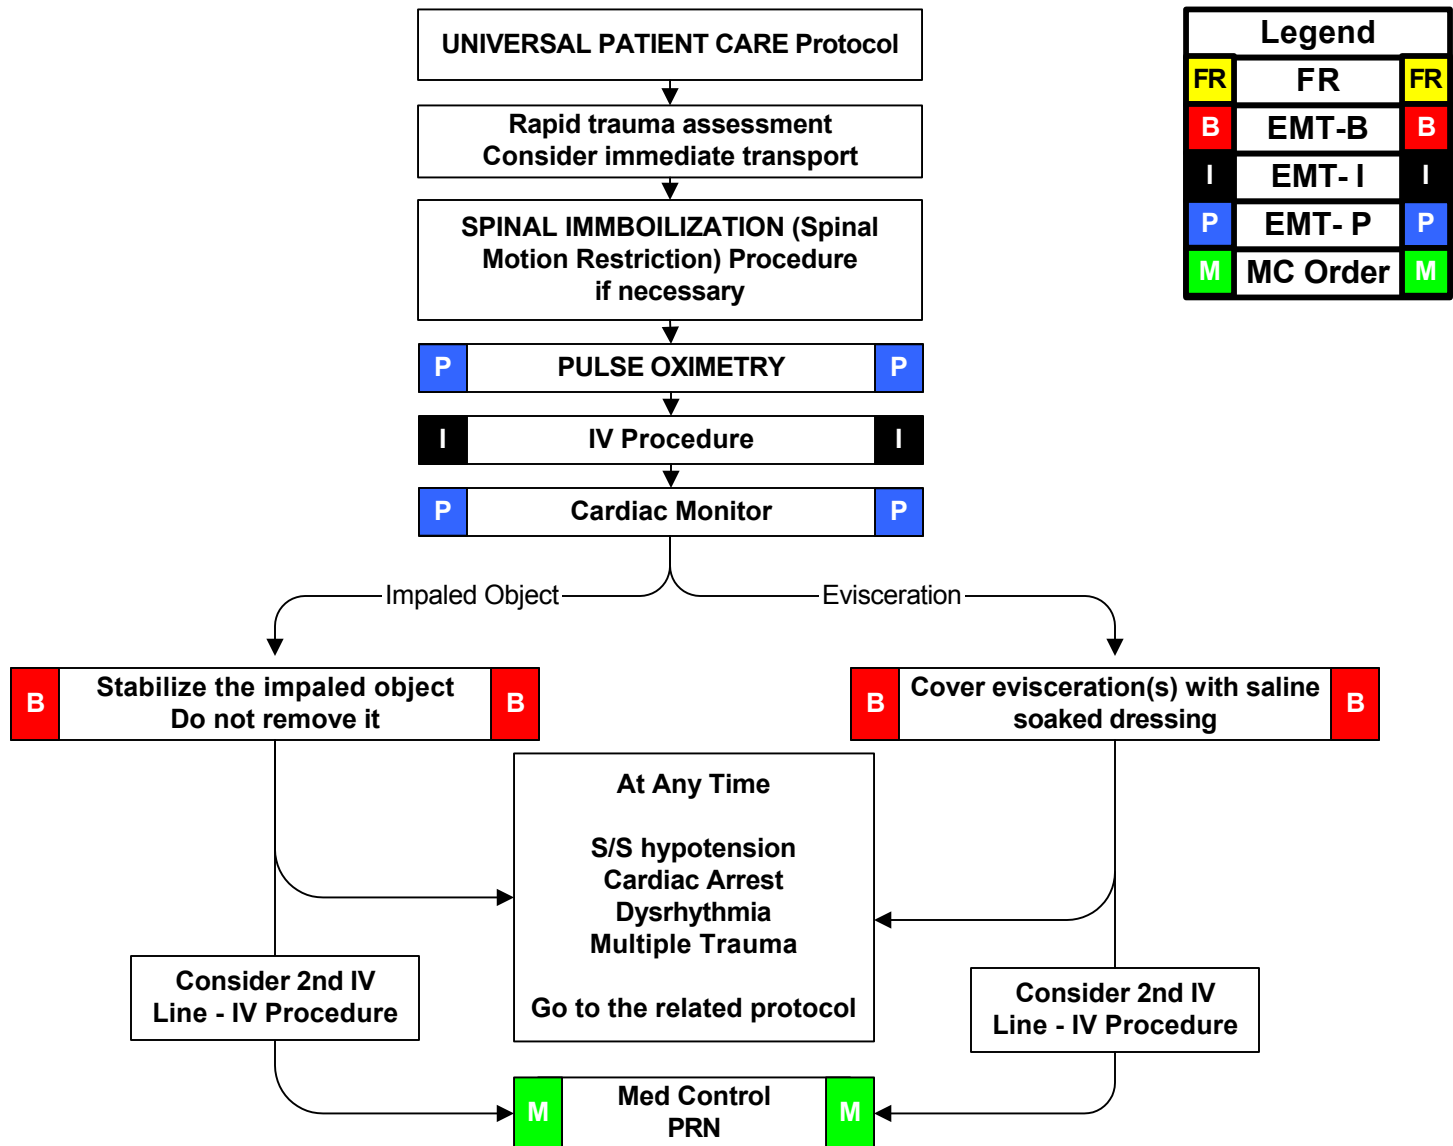 UNIVERSAL PATIENT CARE Protocol
Legend
FR FR FR
B EMT-B B
I EMT- I I
P EMT- P P
M MC Order M
Rapid trauma assessment
Consider immediate transport
SPINAL IMMBOILIZATION (Spinal
Motion Restriction) Procedure
if necessary
P PULSE OXIMETRY P
I IV Procedure I
P Cardiac Monitor P
Impaled Object
Evisceration
B Stabilize the impaled object B
Do not remove it
B Cover evisceration(s) with saline B
soaked dressing
At Any Time
S/S hypotension
Cardiac Arrest
Dysrhythmia
Multiple Trauma
Go to the related protocol
Consider 2nd IV
Line - IV Procedure
Consider 2nd IV
Line - IV Procedure
M Med Control M
PRN